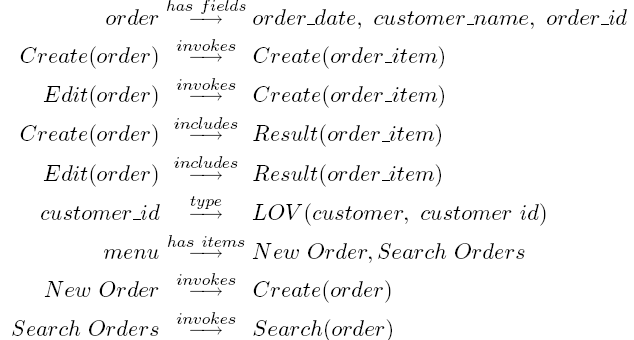 order has fields ⟶ order_date, customer_name, order_id
Create(order) invokes ⟶ Create(order_item)
Edit(order) invokes ⟶ Create(order_item)
Create(order) includes ⟶ Result(order_item)
Edit(order) includes ⟶ Result(order_item)
customer_id type ⟶ LOV(customer, customer id)
menu has items ⟶ New Order, Search Orders
New Order invokes ⟶ Create(order)
Search Orders invokes ⟶ Search(order)